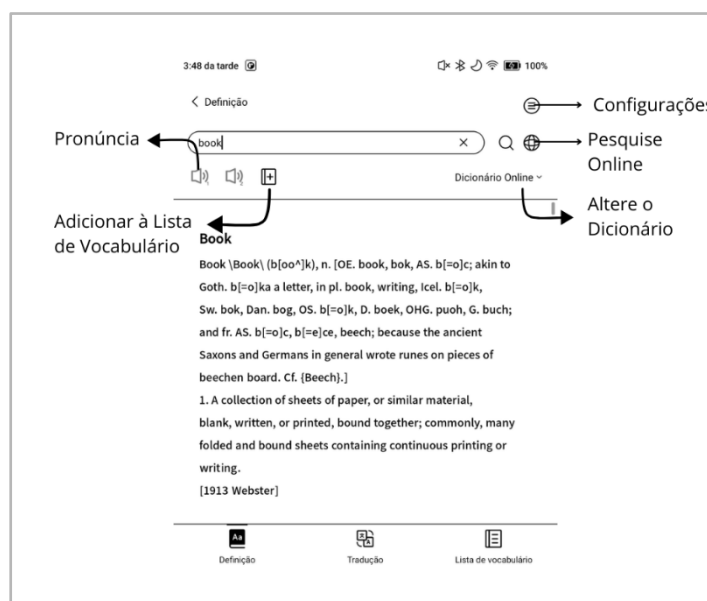 3:48 da tarde
100%
Definição
Configurações
Pronúncia
book
Pesquise
Online
Dicionário Online
Adicionar à Lista
de Vocabulário
Altere o
Dicionário
Book
Book \Book\ (b[oo^]k), n. [OE. book, bok, AS. b[=o]c; akin to
Goth. b[=o]ka a letter, in pl. book, writing, Icel. b[=o]k,
Sw. bok, Dan. bog, OS. b[=o]k, D. boek, OHG. puoh, G. buch;
and fr. AS. b[=o]c, b[=e]ce, beech; because the ancient
Saxons and Germans in general wrote runes on pieces of
beechen board. Cf. {Beech}.]
1. A collection of sheets of paper, or similar material,
blank, written, or printed, bound together; commonly, many
folded and bound sheets containing continuous printing or
writing.
[1913 Webster]
Aa
Definição
Tradução
Lista de vocabulário